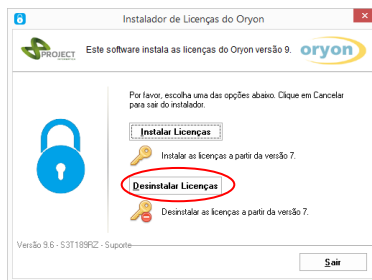 Instalador de Licenças do Oryon
PROJECT
Este software instala as licenças do Oryon versão 9.
oryon
Por favor, escolha uma das opções abaixo. Clique em Cancelar
para sair do instalador.
Instalar Licenças
Instalar as licenças a partir da versão 7.
Desinstalar Licenças
Desinstalar as licenças a partir da versão 7.
Versão 9.6 - S3T189RZ - Suporte
Sair